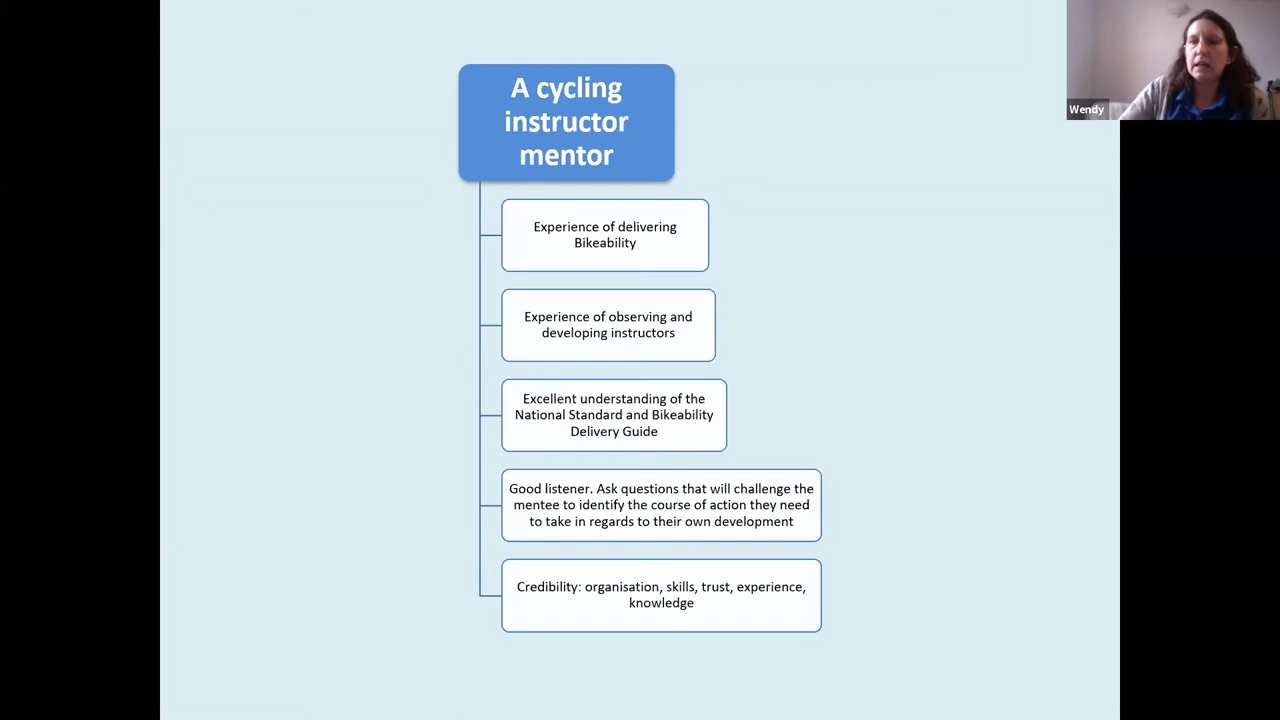 A cycling
instructor
mentor
Wendy
Experience of delivering
Bikeability
Experience of observing and
developing instructors
Excellent understanding of the
National Standard and Bikeability
Delivery Guide
Good listener. Ask questions that will challenge the
mentee to identify the course of action they need
to take in regards to their own development
Credibility: organisation, skills, trust, experience,
knowledge